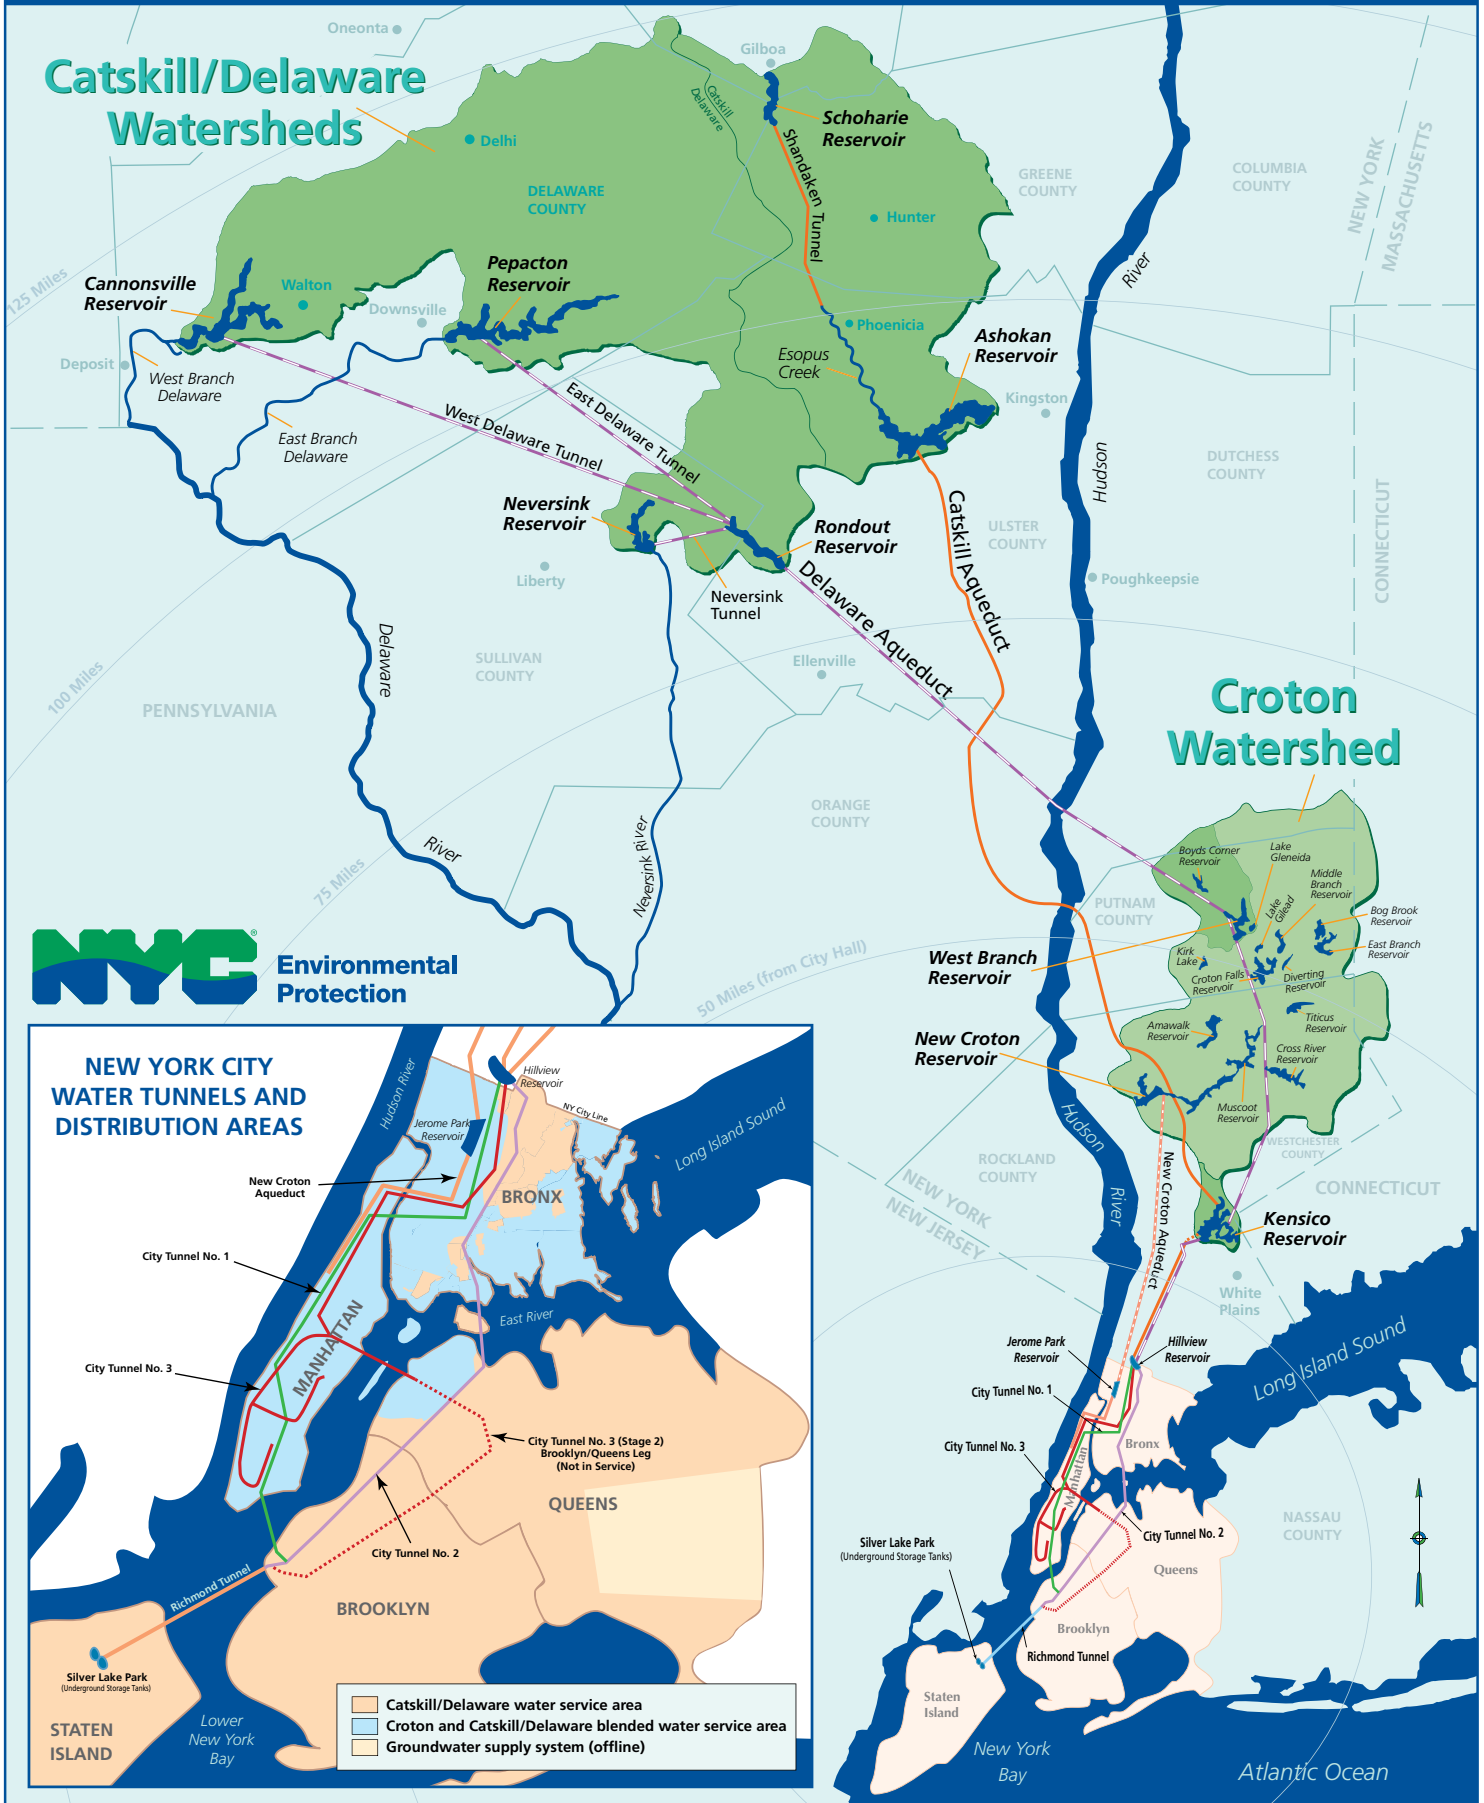 Oneonta
Gilboa
Catskill/Delaware
Watersheds
Catskill
Delaware
Schoharie
Reservoir
Delhi
Shandaken Tunnel
GREENE
COUNTY
COLUMBIA
COUNTY
NEW YORK
MASSACHUSETTS
DELAWARE
COUNTY
Hunter
River
125 Miles
Cannonsville
Reservoir
Walton
Pepacton
Reservoir
Downsville
Phoenicia
Ashokan
Reservoir
Esopus
Creek
Deposit
West Branch
Delaware
East Delaware Tunnel
West Delaware Tunnel
Kingston
East Branch
Delaware
Hudson
DUTCHESS
COUNTY
CONNECTICUT
Neversink
Reservoir
Rondout
Reservoir
Catskill Aqueduct
ULSTER
COUNTY
Liberty
Neversink
Tunnel
Delaware Aqueduct
Poughkeepsie
Delaware
SULLIVAN
COUNTY
Ellenville
100 Miles
PENNSYLVANIA
Croton
Watershed
ORANGE
COUNTY
River
Neversink River
75 Miles
Boyds Corner
Reservoir
Lake
Gleneida
Middle
Branch
Reservoir
Lake
Gilead
Bog Brook
Reservoir
PUTNAM
COUNTY
East Branch
Reservoir
Kirk
Lake
Croton Falls
Reservoir
Diverting
Reservoir
West Branch
Reservoir
50 Miles (from City Hall)
NYC®
Environmental
Protection
Titicus
Reservoir
Amawalk
Reservoir
New Croton
Reservoir
Cross River
Reservoir
Muscoot
Reservoir
Hudson
River
WESTCHESTER
COUNTY
ROCKLAND
COUNTY
NEW YORK
NEW JERSEY
New Croton Aqueduct
CONNECTICUT
Kensico
Reservoir
White
Plains
Long Island Sound
Jerome Park
Reservoir
Hillview
Reservoir
City Tunnel No. 1
City Tunnel No. 3
Bronx
Manhattan
City Tunnel No. 2
NASSAU
COUNTY
Silver Lake Park
(Underground Storage Tanks)
Queens
Brooklyn
Richmond Tunnel
Staten
Island
New York
Bay
Atlantic Ocean
NEW YORK CITY
WATER TUNNELS AND
DISTRIBUTION AREAS
Hudson River
Hillview
Reservoir
NY City Line
Jerome Park
Reservoir
Long Island Sound
New Croton
Aqueduct
BRONX
City Tunnel No. 1
East River
MANHATTAN
City Tunnel No. 3
City Tunnel No. 3 (Stage 2)
Brooklyn/Queens Leg
(Not in Service)
QUEENS
City Tunnel No. 2
Richmond Tunnel
BROOKLYN
Silver Lake Park
(Underground Storage Tanks)
STATEN
ISLAND
Lower
New York
Bay
Catskill/Delaware water service area
Croton and Catskill/Delaware blended water service area
Groundwater supply system (offline)